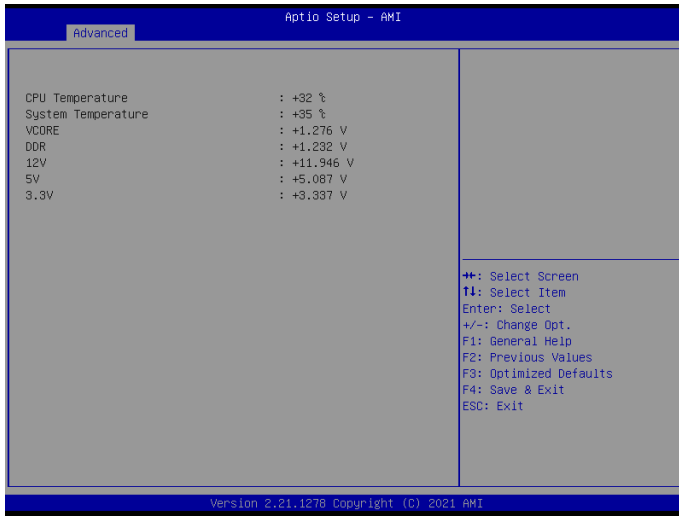 Aptio Setup - AMI
Advanced
CPU Temperature : +32 ℃
System Temperature : +35 ℃
VCORE : +1.276 V
DDR : +1.232 V
12V : +11.946 V
5V : +5.087 V
3.3V : +3.337 V
→←: Select Screen
↑↓: Select Item
Enter: Select
+/-: Change Opt.
F1: General Help
F2: Previous Values
F3: Optimized Defaults
F4: Save & Exit
ESC: Exit
Version 2.21.1278 Copyright (C) 2021 AMI